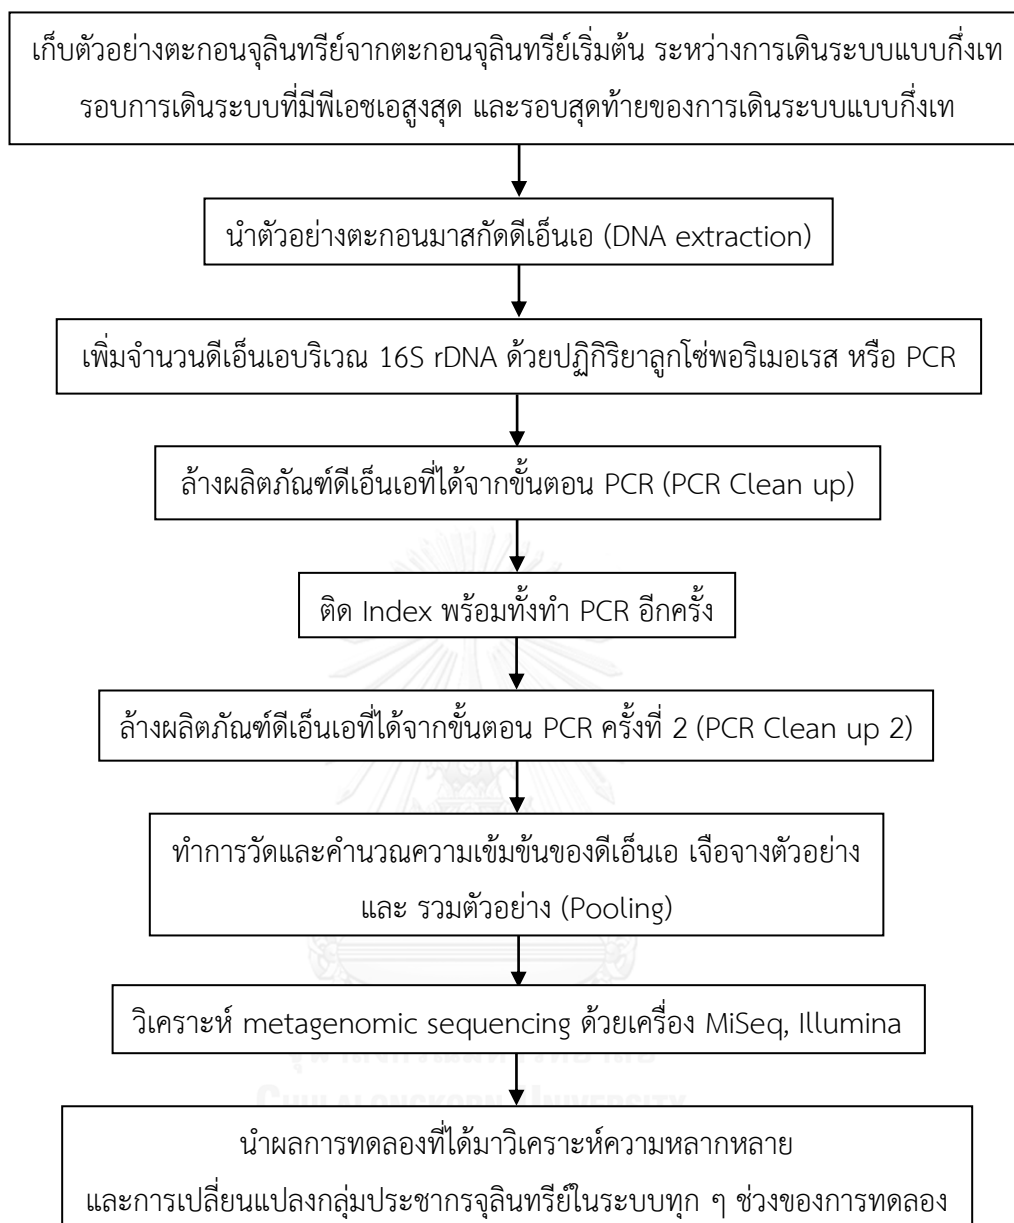 เก็บตัวอย่างตะกอนจุลินทรีย์จากตะกอนจุลินทรีย์เริ่มต้น ระหว่างการเดินระบบแบบกึ่งเท
รอบการเดินระบบที่มีพีเอชเอสูงสุด และรอบสุดท้ายของการเดินระบบแบบกึ่งเท
นำตัวอย่างตะกอนมาสกัดดีเอ็นเอ (DNA extraction)
เพิ่มจำนวนดีเอ็นเอบริเวณ 16S rDNA ด้วยปฏิกิริยาลูกโซ่พอริเมอเรส หรือ PCR
ล้างผลิตภัณฑ์ดีเอ็นเอที่ได้จากขั้นตอน PCR (PCR Clean up)
ติด Index พร้อมทั้งทำ PCR อีกครั้ง
ล้างผลิตภัณฑ์ดีเอ็นเอที่ได้จากขั้นตอน PCR ครั้งที่ 2 (PCR Clean up 2)
ทำการวัดและคำนวณความเข้มข้นของดีเอ็นเอ เจือจางตัวอย่าง
และ รวมตัวอย่าง (Pooling)
วิเคราะห์ metagenomic sequencing ด้วยเครื่อง MiSeq, Illumina
จุฬาลงกรณ์มหาวิทยาลัย
CHULALONGKORN UNIVERSITY
นำผลการทดลองที่ได้มาวิเคราะห์ความหลากหลาย
และการเปลี่ยนแปลงกลุ่มประชากรจุลินทรีย์ในระบบทุก ๆ ช่วงของการทดลอง